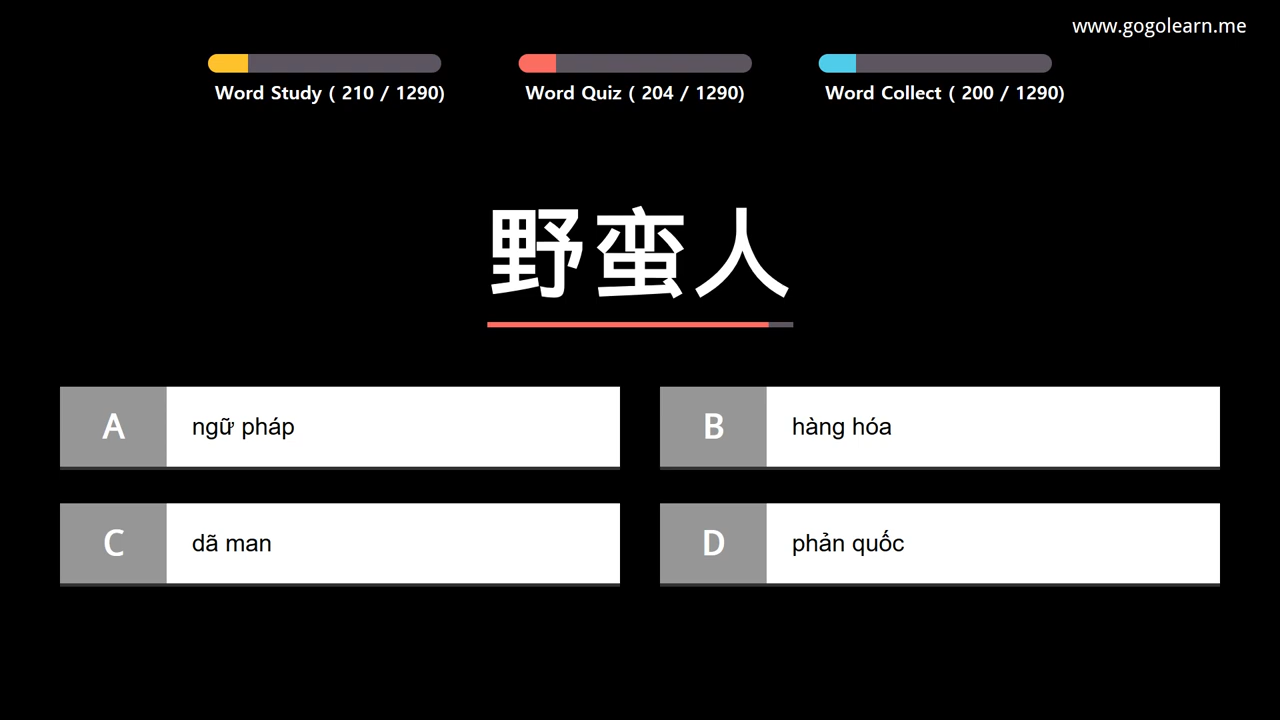 www.gogolearn.me
Word Study ( 210 / 1290)
Word Quiz ( 204 / 1290)
Word Collect ( 200 / 1290)
野蛮人
A ngữ pháp
B hàng hóa
C dã man
D phản quốc